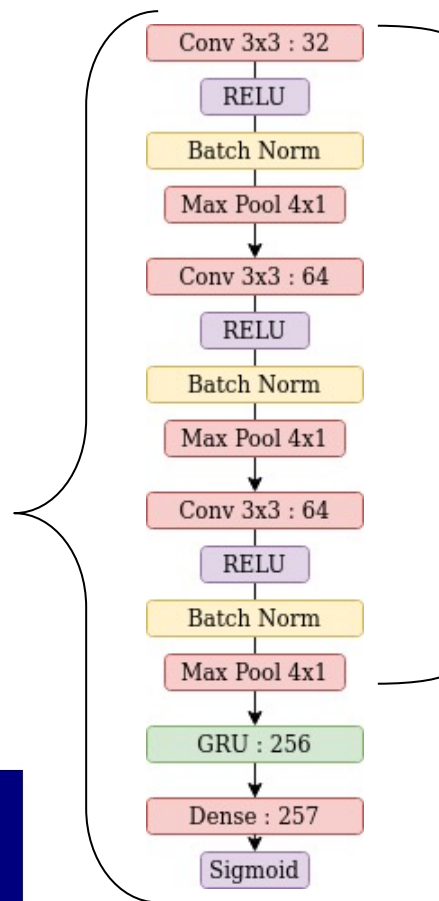 Conv 3x3 : 32
RELU
Batch Norm
Max Pool 4x1
Conv 3x3 : 64
RELU
Batch Norm
Max Pool 4x1
Conv 3x3 : 64
RELU
Batch Norm
Max Pool 4x1
GRU : 256
Dense : 257
Sigmoid